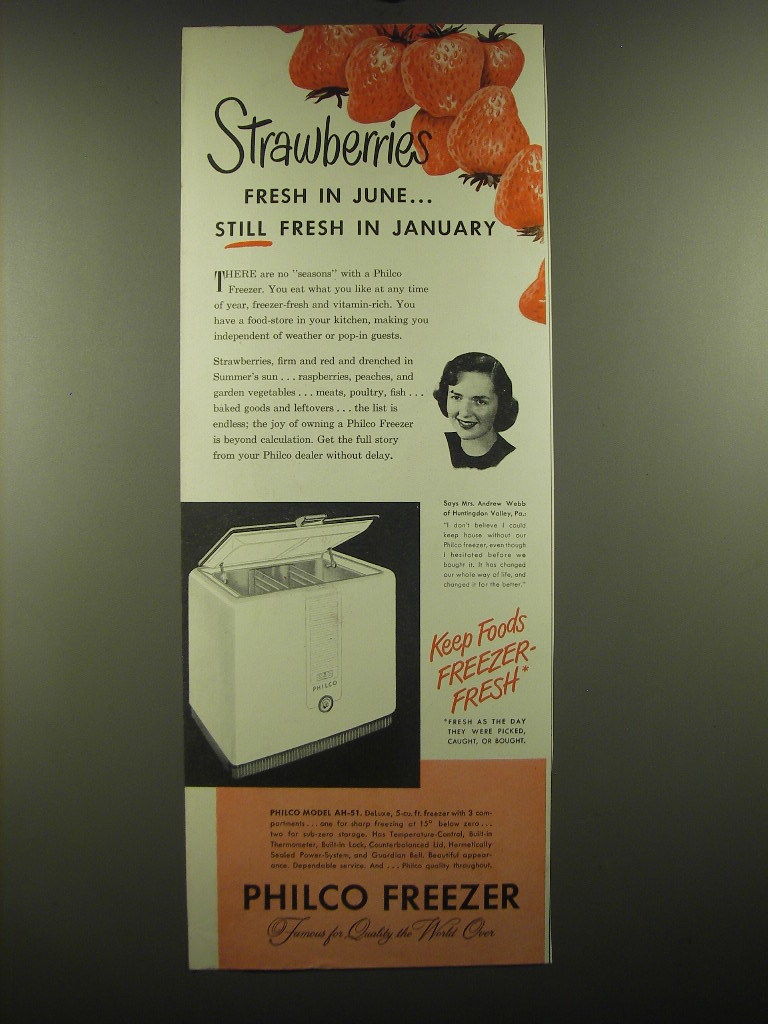 Strawberries
FRESH IN JUNE...
STILL FRESH IN JANUARY
THERE are no "seasons" with a Philco
Freezer. You eat what you like at any time
of year, freezer-fresh and vitamin-rich. You
have a food-store in your kitchen, making you
independent of weather or pop-in guests.
Strawberries, firm and red and drenched in
Summer's sun . . . raspberries, peaches, and
garden vegetables . . . meats, poultry, fish . . .
baked goods and leftovers . . . the list is
endless; the joy of owning a Philco Freezer
is beyond calculation. Get the full story
from your Philco dealer without delay.
Says Mrs. Andrew Webb
of Huntingdon Valley, Pa.:
"I don't believe I could
keep house without our
Philco freezer, even though
I hesitated before we
bought it. It has changed
our whole way of life, and
changed it for the better."
PHILCO
Keep Foods
FREEZER-
FRESH*
*FRESH AS THE DAY
THEY WERE PICKED,
CAUGHT, OR BOUGHT.
PHILCO MODEL AH-51. DeLuxe, 5-cu. ft. freezer with 3 com-
partments . . . one for sharp freezing at 15° below zero . . .
two for sub-zero storage. Has Temperature-Control, Built-in
Thermometer, Built-in Lock, Counterbalanced Lid, Hermetically
Sealed Power-System, and Guardian Bell. Beautiful appear-
ance. Dependable service. And . . . Philco quality throughout.
PHILCO FREEZER
Famous for Quality the World Over